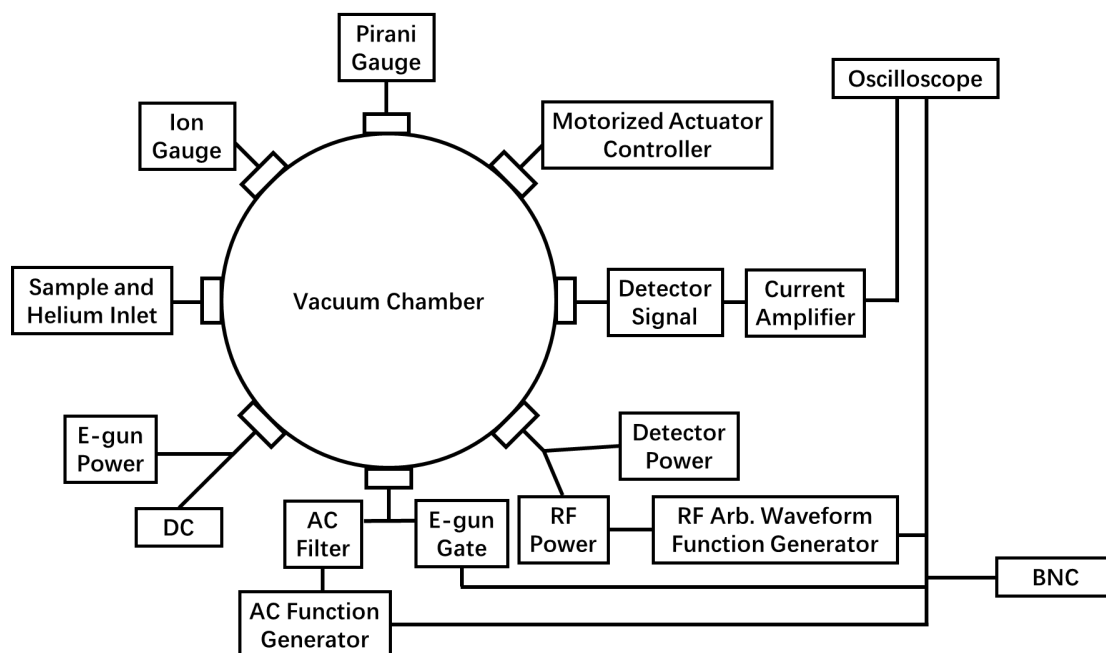 Pirani
Gauge
Oscilloscope
Ion
Gauge
Motorized Actuator
Controller
Sample and
Helium Inlet
Vacuum Chamber
Detector
Signal
Current
Amplifier
E-gun
Power
Detector
Power
DC
AC
Filter
E-gun
Gate
RF
Power
RF Arb. Waveform
Function Generator
BNC
AC Function
Generator